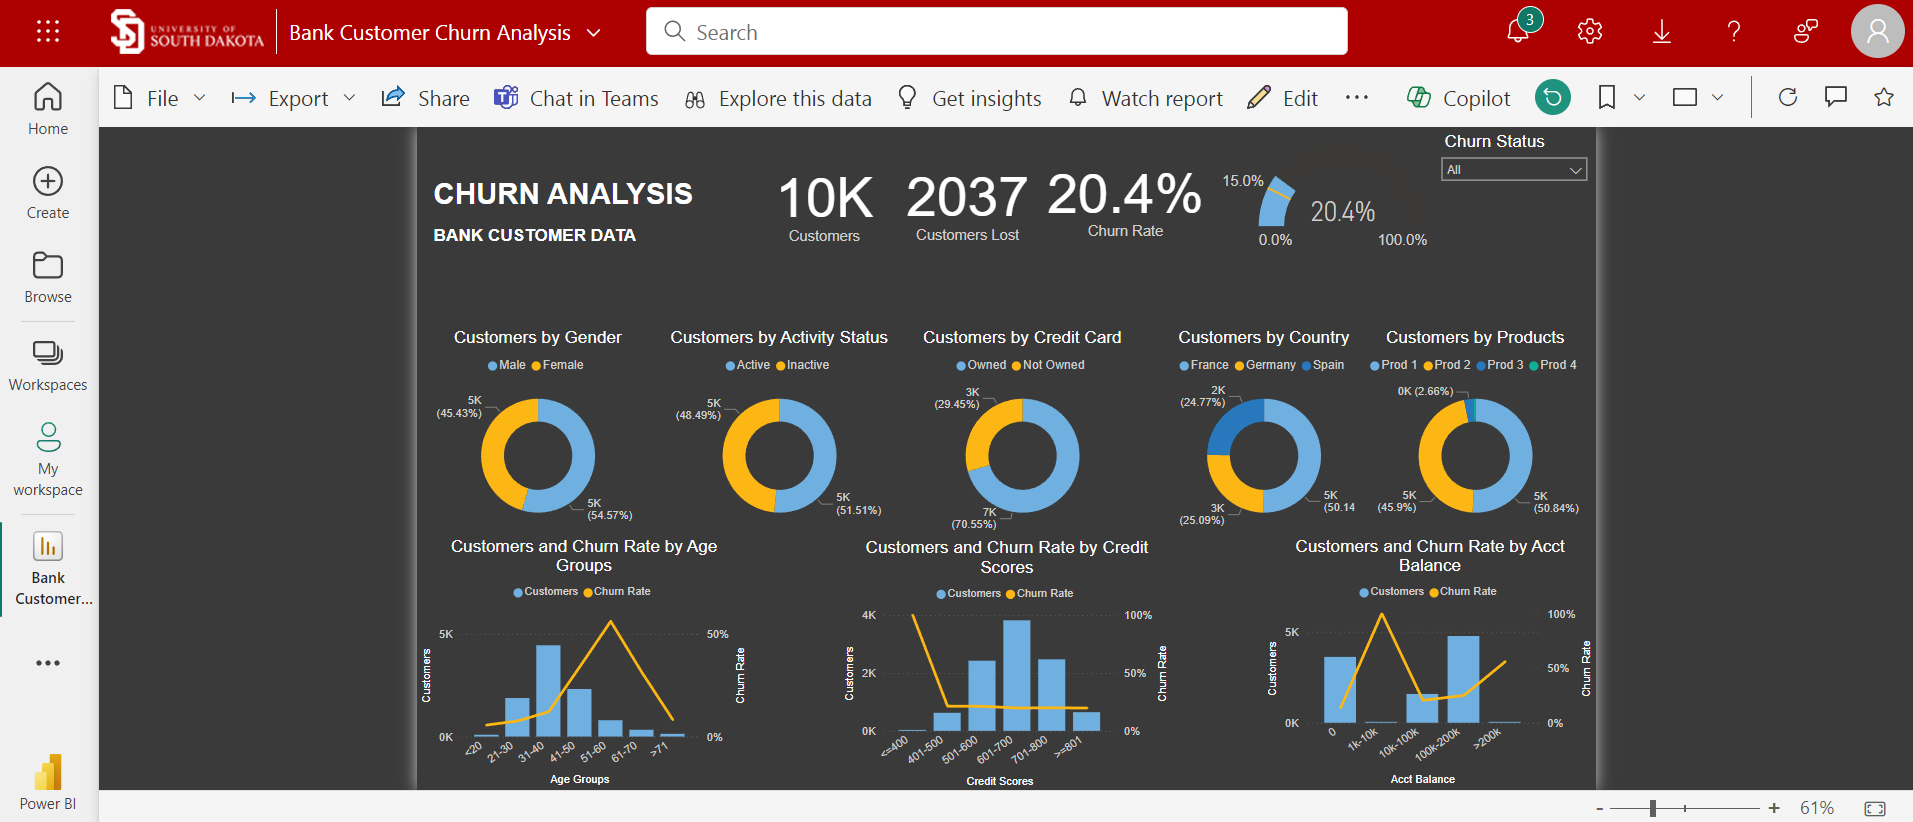 UNIVERSITY OF
SOUTH DAKOTA
Bank Customer Churn Analysis
Search
3
File
Export
Share
Chat in Teams
Explore this data
Get insights
Watch report
Edit
Copilot
Home
Create
Browse
Workspaces
My
workspace
Bank
Customer...
Power BI
Churn Status
All
CHURN ANALYSIS
BANK CUSTOMER DATA
10K
Customers
2037
Customers Lost
20.4%
Churn Rate
15.0%
20.4%
0.0%
100.0%
Customers by Gender
Male Female
5K
(45.43%)
5K
(54.57%)
Customers by Activity Status
Active Inactive
5K
(48.49%)
5K
(51.51%)
Customers by Credit Card
Owned Not Owned
3K
(29.45%)
7K
(70.55%)
Customers by Country
France Germany Spain
2K
(24.77%)
3K
(25.09%)
5K
(50.14
Customers by Products
Prod 1 Prod 2 Prod 3 Prod 4
0K (2.66%)
5K
(45.9%)
5K
(50.84%)
Customers and Churn Rate by Age
Groups
Customers Churn Rate
5K
0K
50%
0%
Customers
Churn Rate
<20
21-30
31-40
41-50
51-60
61-70
>71
Age Groups
Customers and Churn Rate by Credit
Scores
Customers Churn Rate
4K
2K
0K
100%
50%
0%
Customers
Churn Rate
<=400
401-500
501-600
601-700
701-800
>=801
Credit Scores
Customers and Churn Rate by Acct
Balance
Customers Churn Rate
5K
0K
100%
50%
0%
Customers
Churn Rate
0
1k-10k
10k-100k
100k-200k
>200k
Acct Balance
61%